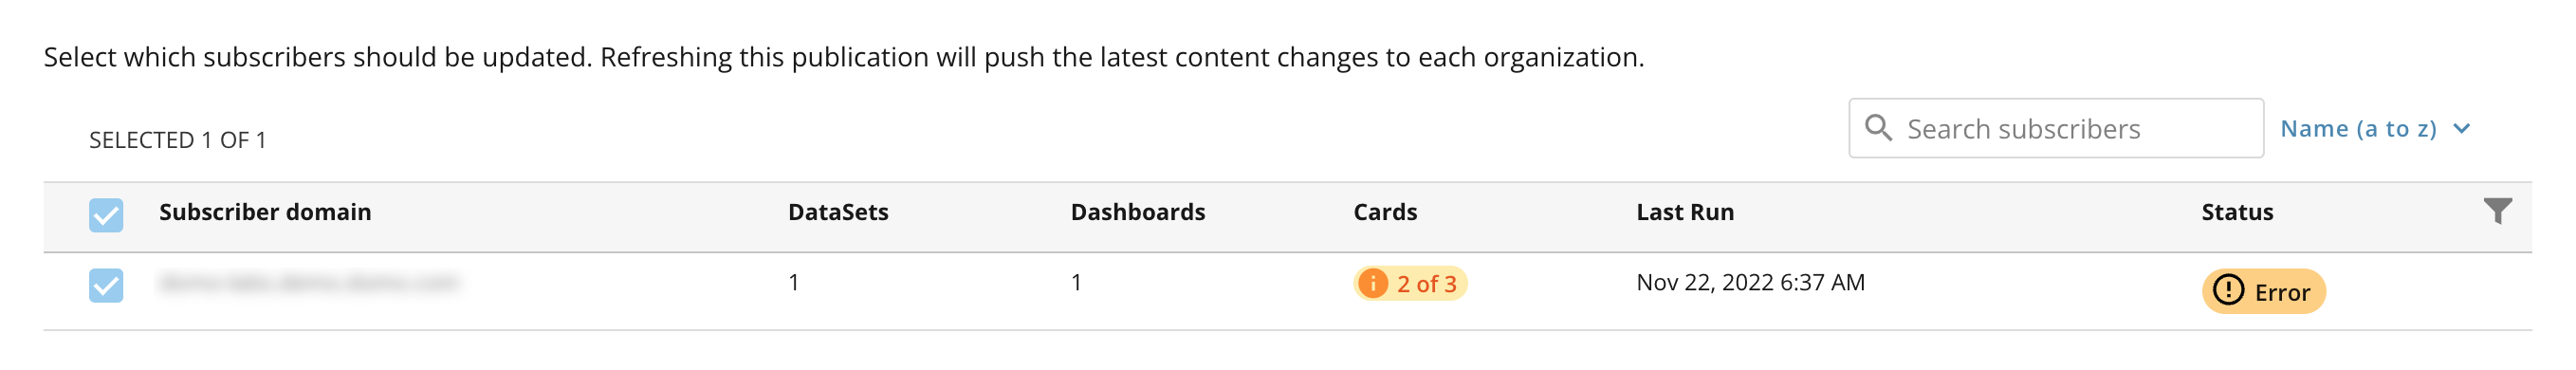 Select which subscribers should be updated. Refreshing this publication will push the latest content changes to each organization.
SELECTED 1 OF 1
Search subscribers
Name (a to z)
Subscriber domain DataSets Dashboards Cards Last Run Status
1 1 2 of 3 Nov 22, 2022 6:37 AM Error